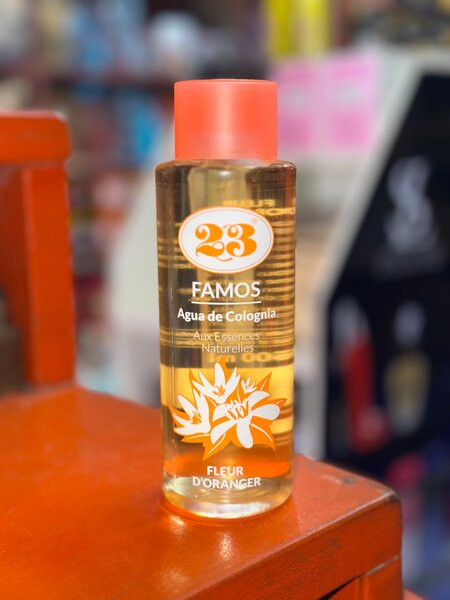 23
FAMOS
Agua de Colognia
Aux Essences
Naturelles
FLEUR
D'ORANGER